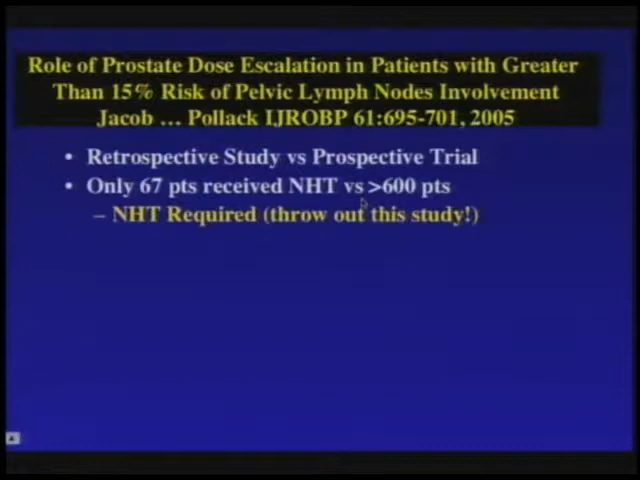 Role of Prostate Dose Escalation in Patients with Greater
Than 15% Risk of Pelvic Lymph Nodes Involvement
Jacob … Pollack IJROBP 61:695-701, 2005
• Retrospective Study vs Prospective Trial
• Only 67 pts received NHT vs >600 pts
– NHT Required (throw out this study!)